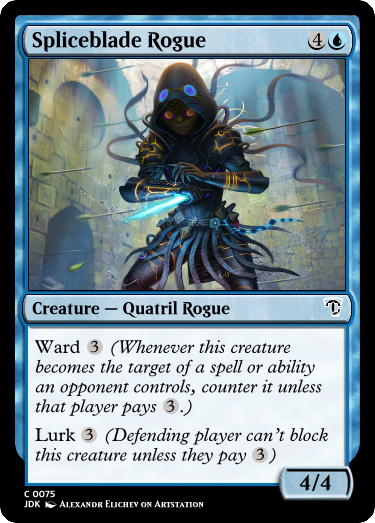 Spliceblade Rogue 4
Creature — Quatril Rogue
Ward 3 (Whenever this creature
becomes the target of a spell or ability
an opponent controls, counter it unless
that player pays 3.)
Lurk 3 (Defending player can't block
this creature unless they pay 3)
4/4
C 0075
JDK Alexandr Elichev on Artstation